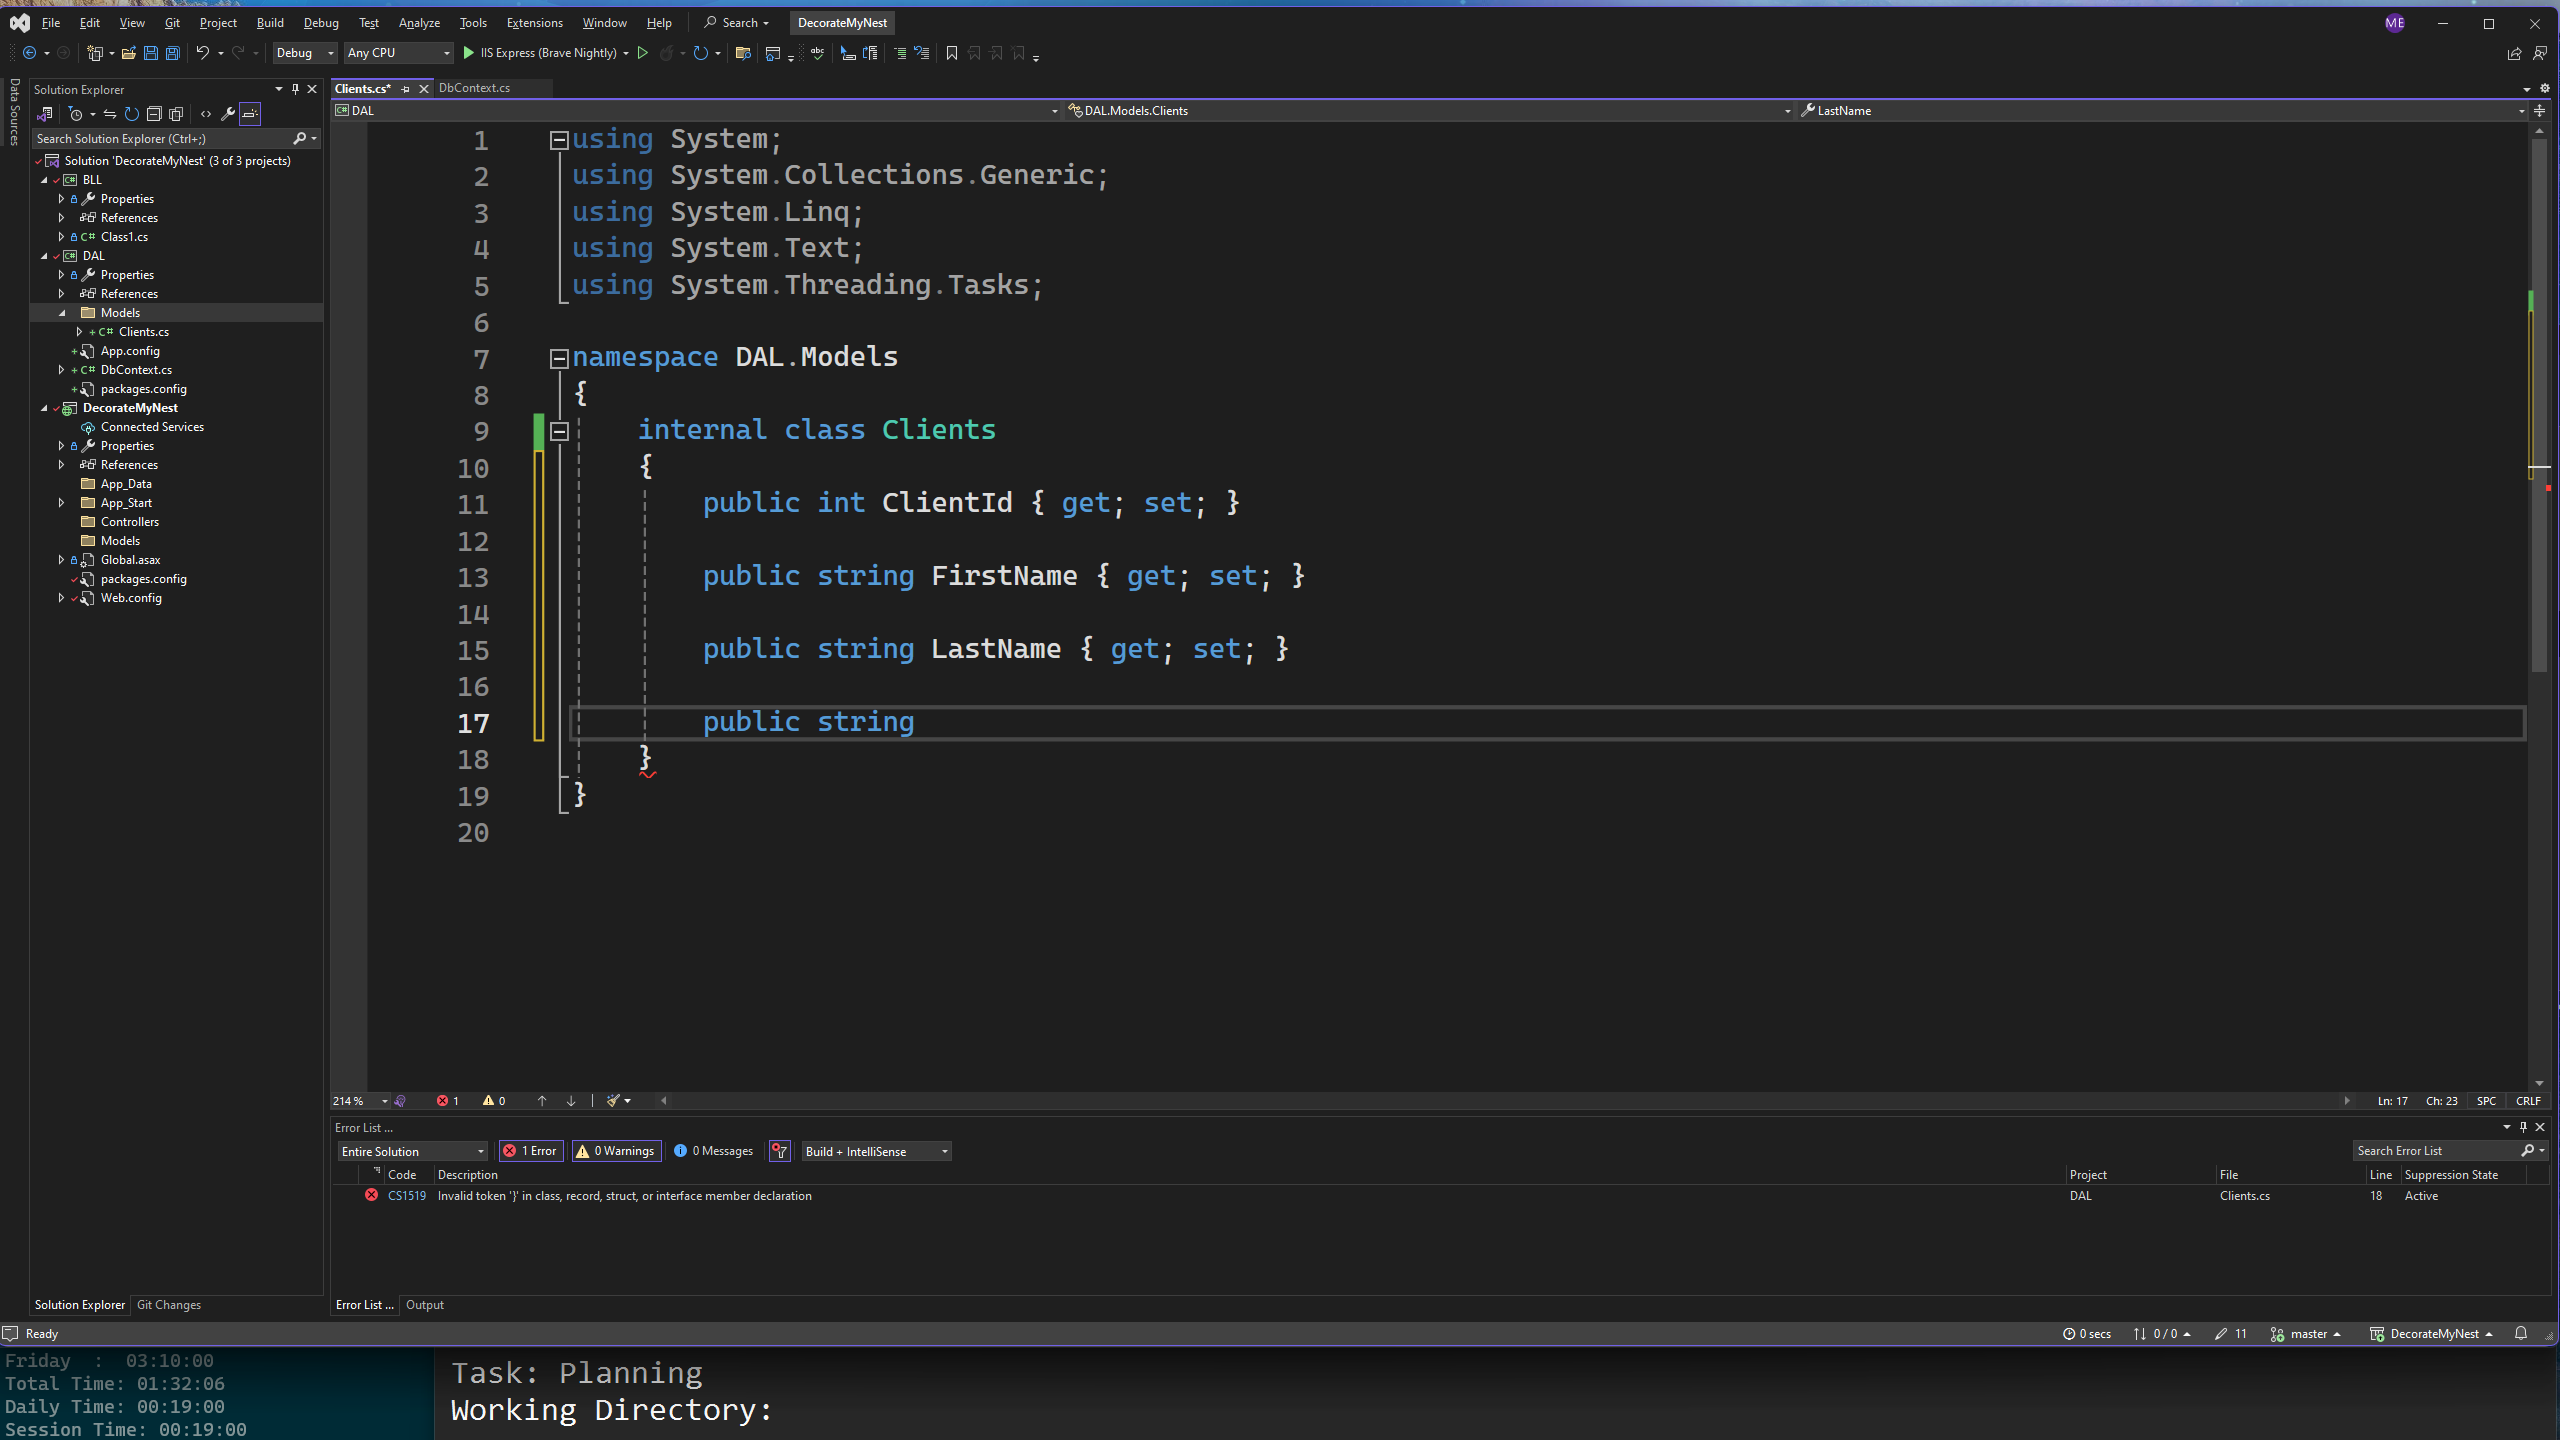 File Edit View Git Project Build Debug Test Analyze Tools Extensions Window Help Search DecorateMyNest ME
Debug Any CPU IIS Express (Brave Nightly) abc
Data Sources
Solution Explorer
Search Solution Explorer (Ctrl+;)
Solution 'DecorateMyNest' (3 of 3 projects)
C# BLL
Properties
References
C# Class1.cs
C# DAL
Properties
References
Models
C# Clients.cs
App.config
C# DbContext.cs
packages.config
DecorateMyNest
Connected Services
Properties
References
App_Data
App_Start
Controllers
Models
Global.asax
packages.config
Web.config
Solution Explorer Git Changes
Clients.cs* DbContext.cs
C# DAL DAL.Models.Clients LastName
1 using System;
2 using System.Collections.Generic;
3 using System.Linq;
4 using System.Text;
5 using System.Threading.Tasks;
6
7 namespace DAL.Models
8 {
9 internal class Clients
10 {
11 public int ClientId { get; set; }
12
13 public string FirstName { get; set; }
14
15 public string LastName { get; set; }
16
17 public string
18 }
19 }
20
214 % 1 0 Ln: 17 Ch: 23 SPC CRLF
Error List ...
Entire Solution 1 Error 0 Warnings 0 Messages Build + IntelliSense Search Error List
Code Description Project File Line Suppression State
CS1519 Invalid token '}' in class, record, struct, or interface member declaration DAL Clients.cs 18 Active
Error List ... Output
Ready 0 secs 0 / 0 11 master DecorateMyNest
Friday : 03:10:00
Total Time: 01:32:06
Daily Time: 00:19:00
Session Time: 00:19:00
Task: Planning
Working Directory: